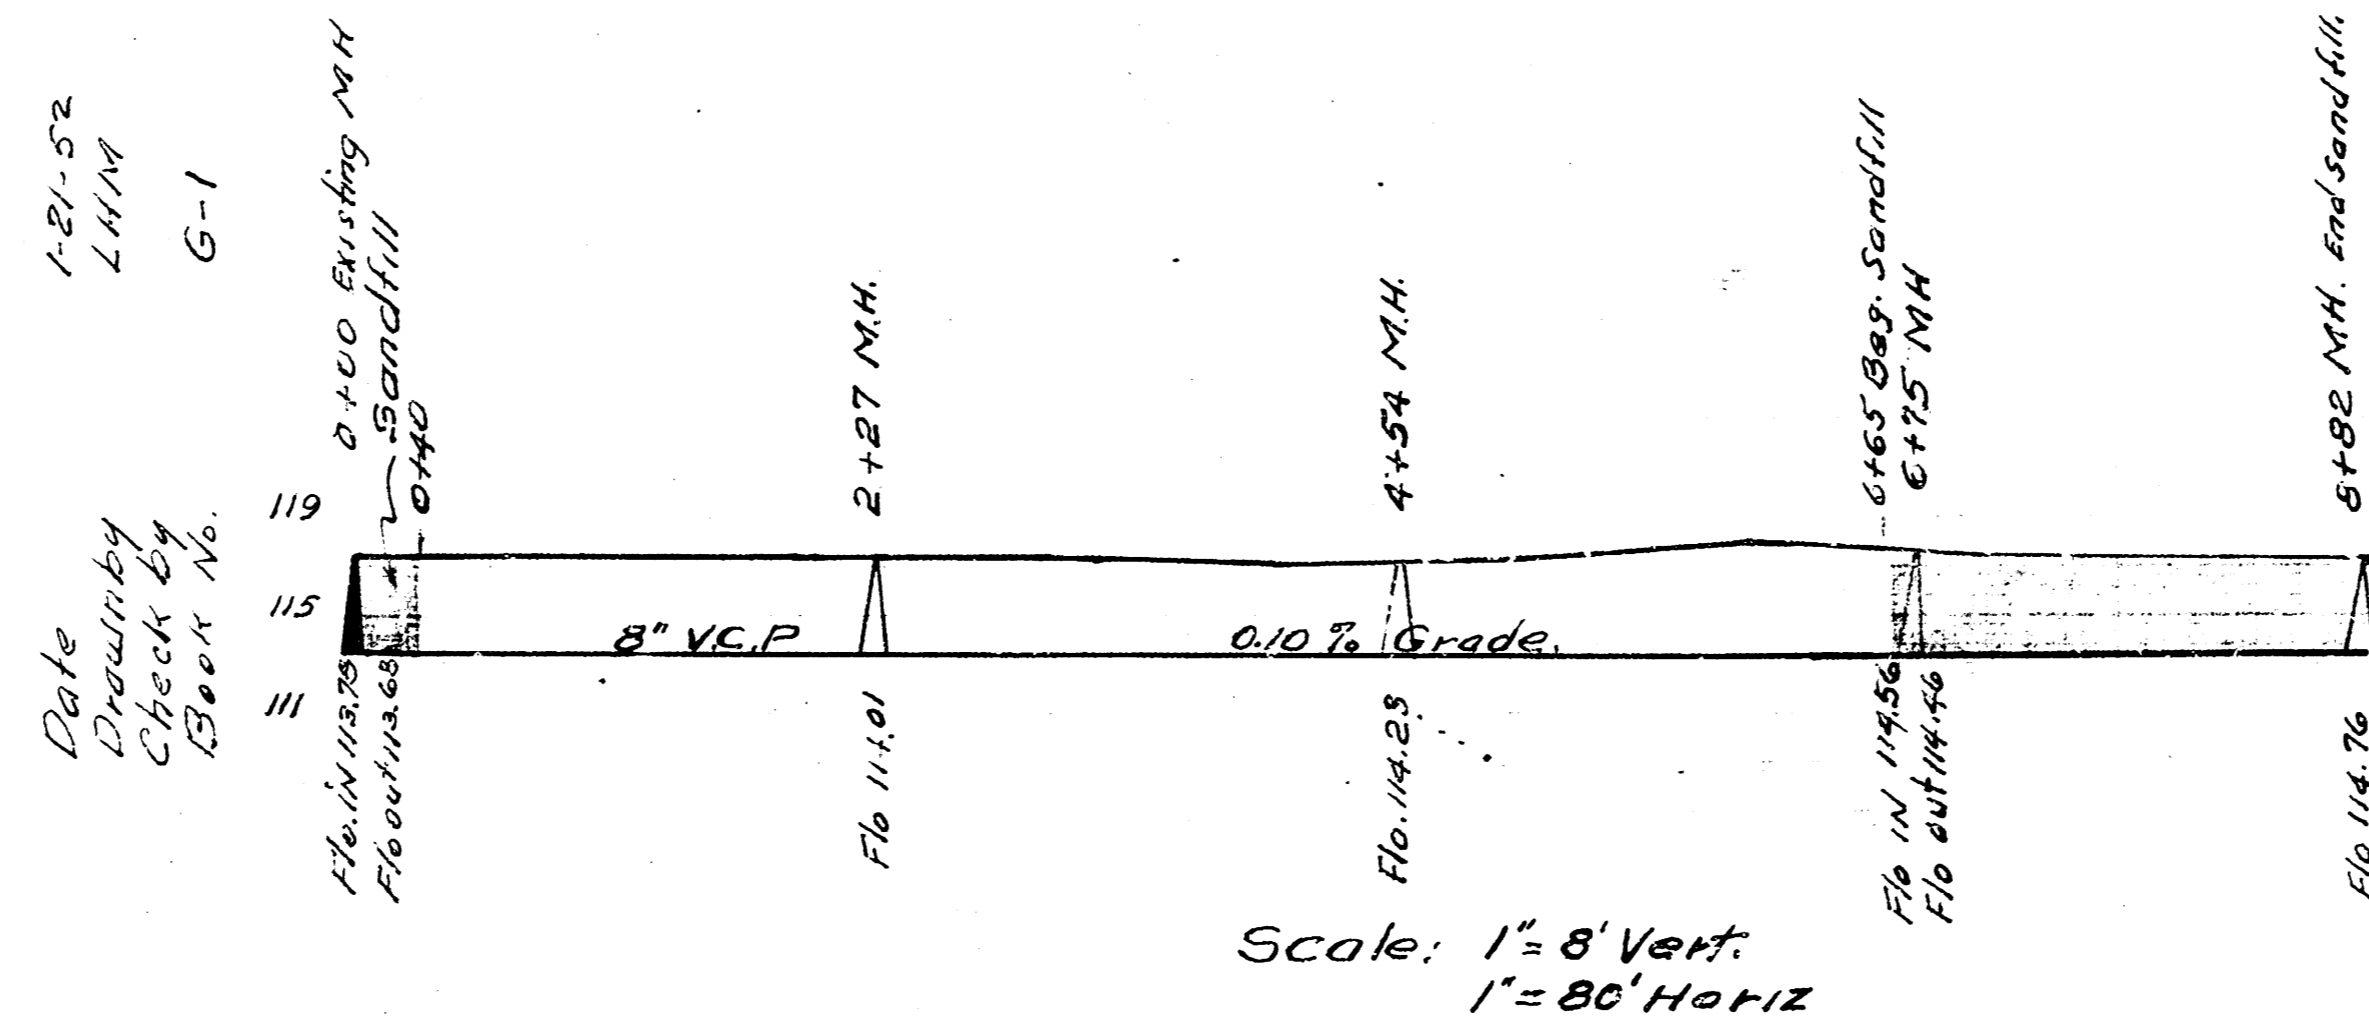 Date 1-21-52
Drawn by LHM
Check by
Book No. G-1
119
115
111
0+00 Existing MH
Sandfill
0+40
2+27 M.H.
4+54 M.H.
6+65 Beg. Sandfill
6+75 MH
8+82 MH. End Sandfill.
8" V.C.P
0.10 % Grade.
Flo. IN 113.78
Flo out 113.68
Flo 114.01
Flo. 114.23
Flo IN 114.56
Flo out 114.46
Flo 114.76
Scale: 1"= 8' Vert.
1"= 80' Horiz